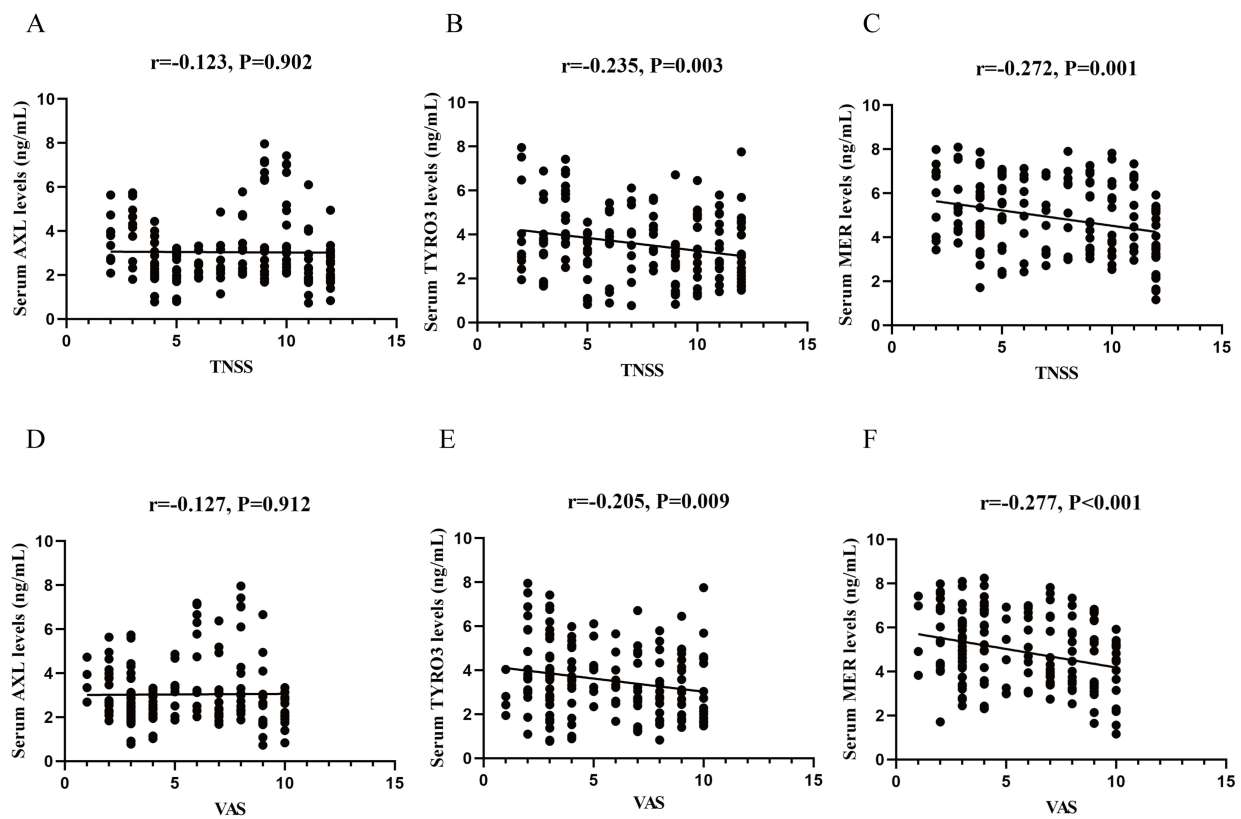 A
r=-0.123, P=0.902
Serum AXL levels (ng/mL)
10
8
6
4
2
0
0 5 10 15
TNSS
B
r=-0.235, P=0.003
Serum TYRO3 levels (ng/mL)
10
8
6
4
2
0
0 5 10 15
TNSS
C
r=-0.272, P=0.001
Serum MER levels (ng/mL)
10
8
6
4
2
0
0 5 10 15
TNSS
D
r=-0.127, P=0.912
Serum AXL levels (ng/mL)
10
8
6
4
2
0
0 5 10 15
VAS
E
r=-0.205, P=0.009
Serum TYRO3 levels (ng/mL)
10
8
6
4
2
0
0 5 10 15
VAS
F
r=-0.277, P<0.001
Serum MER levels (ng/mL)
10
8
6
4
2
0
0 5 10 15
VAS